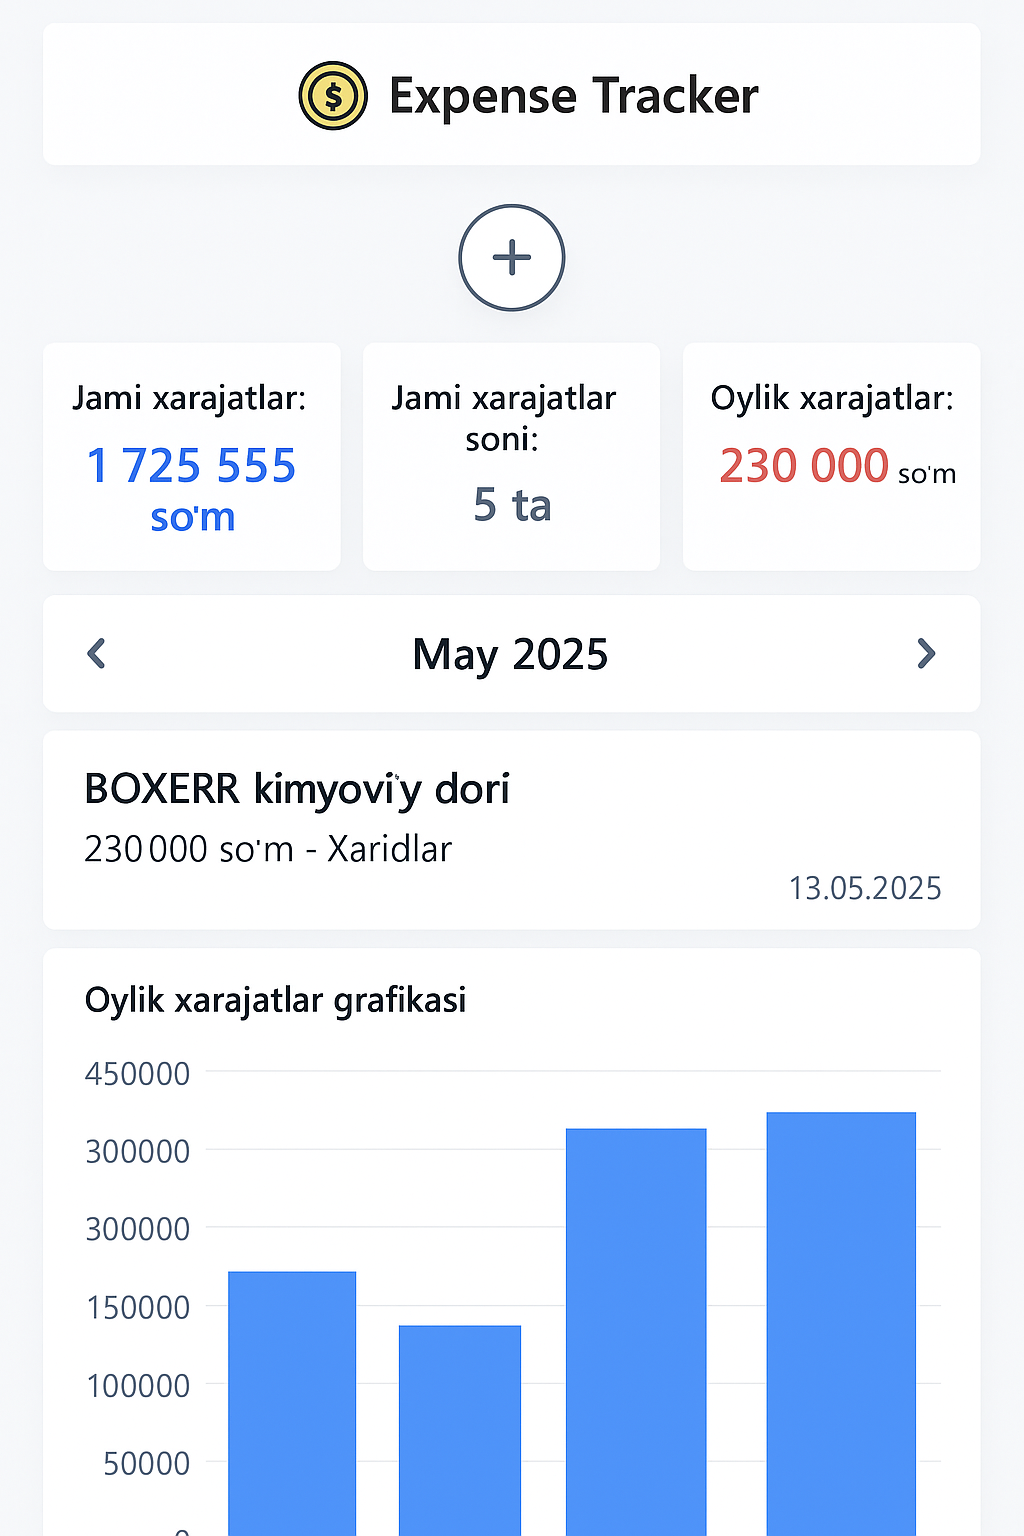 Expense Tracker
Jami xarajatlar:
1 725 555
so'm
Jami xarajatlar
soni:
5 ta
Oylik xarajatlar:
230 000 so'm
May 2025
BOXERR kimyoviy dori
230 000 so'm - Xaridlar
13.05.2025
Oylik xarajatlar grafikasi
450000
300000
300000
150000
100000
50000
0